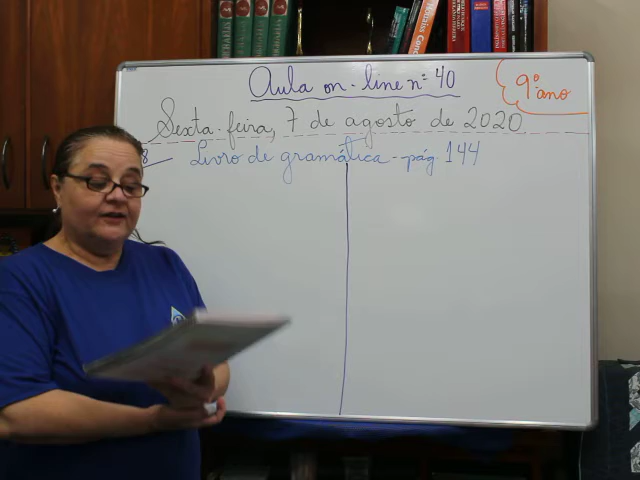 Aula on-line nº 40
9º ano
Sexta-feira, 7 de agosto de 2020
8 Livro de gramática - pág 144